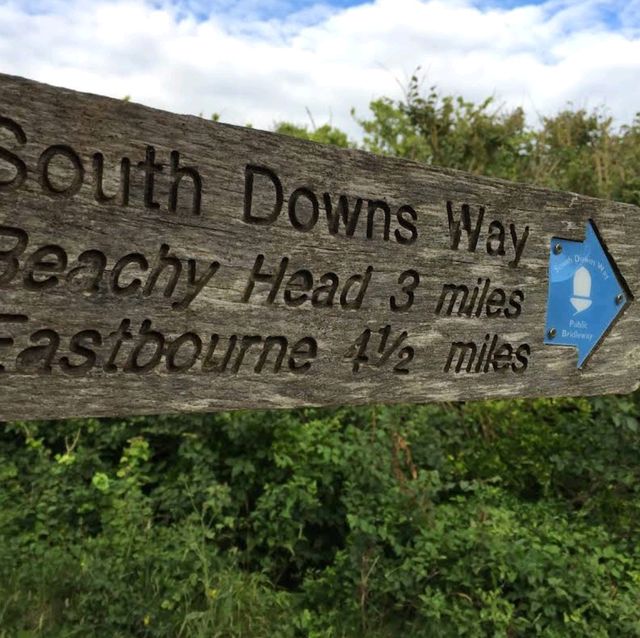 South Downs Way
Beachy Head 3 miles
Eastbourne 4½ miles
South Downs Way
Public
Bridleway